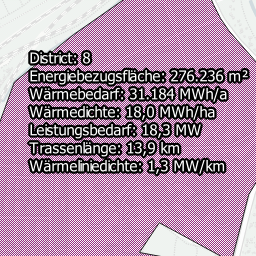 District: 8
Energiebezugsfläche: 276.236 m²
Wärmebedarf: 31.184 MWh/a
Wärmedichte: 18,0 MWh/ha
Leistungsbedarf: 18,3 MW
Trassenlänge: 13,9 km
Wärmeliniedichte: 1,3 MW/km